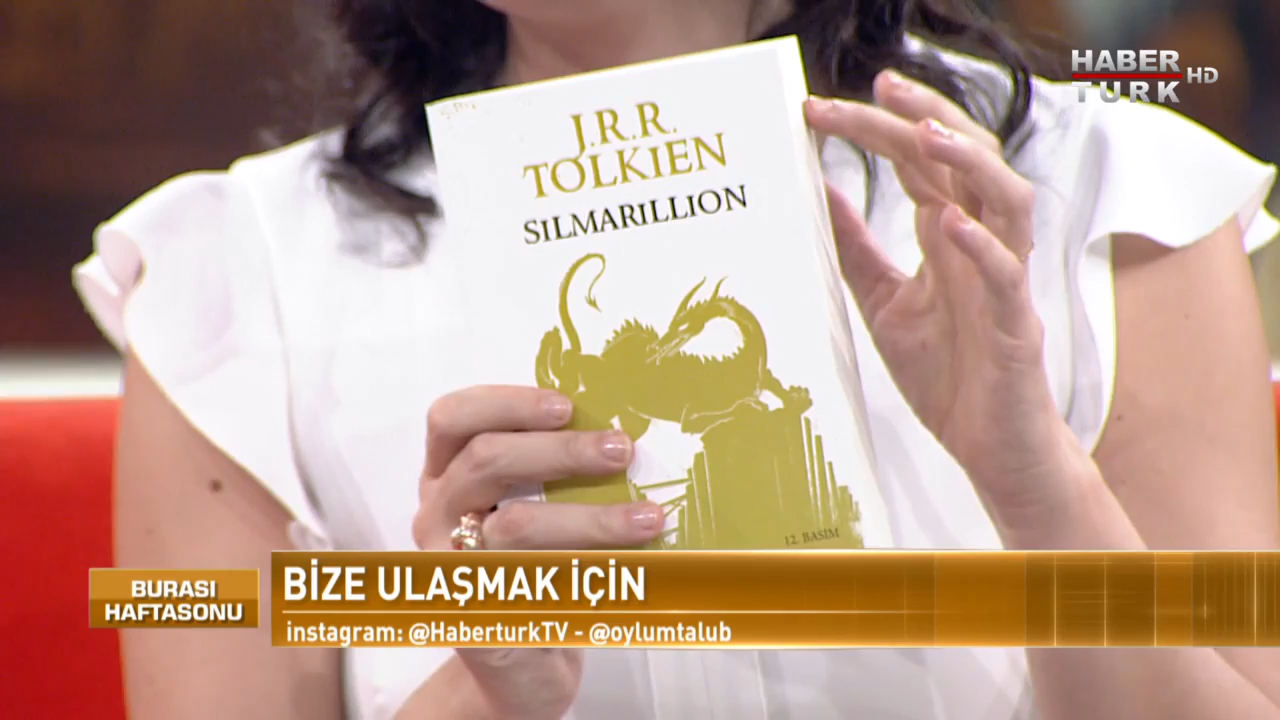 HABER
TURK HD
J.R.R.
TOLKIEN
SILMARILLION
12. BASIM
BURASI
HAFTASONU
BİZE ULAŞMAK İÇİN
instagram: @HaberturkTV - @oylumtalub